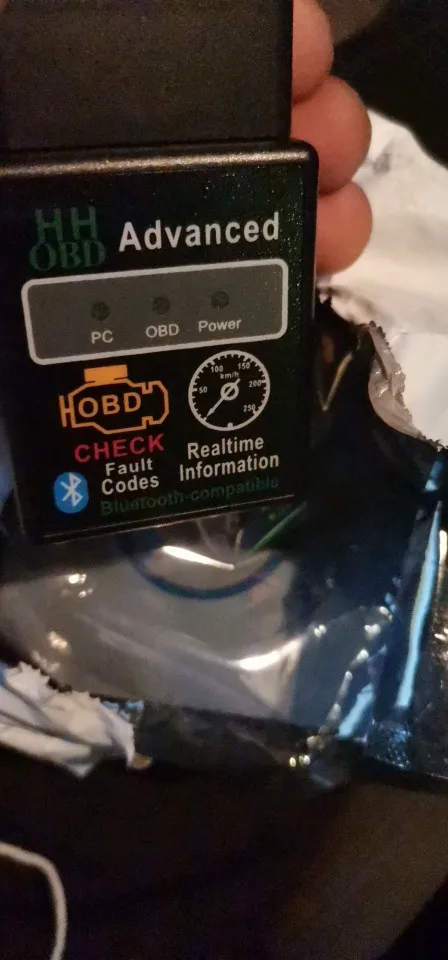 HH
OBD
Advanced
PC OBD Power
OBD
50 100 150 200 250
km/h
CHECK
Fault
Codes
Realtime
Information
Bluetooth-compatible